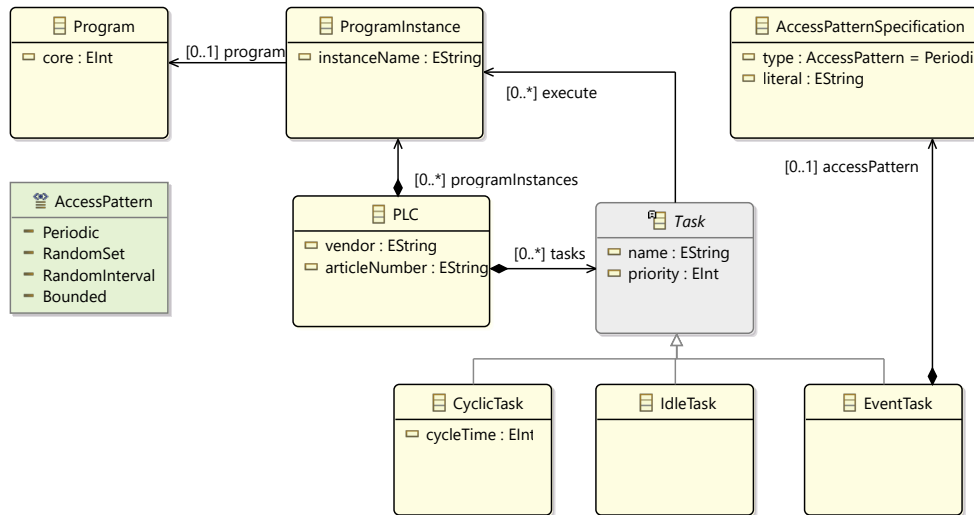 Program
core : EInt
[0..1] program
ProgramInstance
instanceName : EString
AccessPatternSpecification
type : AccessPattern = Periodi
literal : EString
[0..*] execute
[0..1] accessPattern
[0..*] programInstances
AccessPattern
Periodic
RandomSet
RandomInterval
Bounded
PLC
vendor : EString
articleNumber : EString
[0..*] tasks
Task
name : EString
priority : EInt
CyclicTask
cycleTime : EInt
IdleTask
EventTask